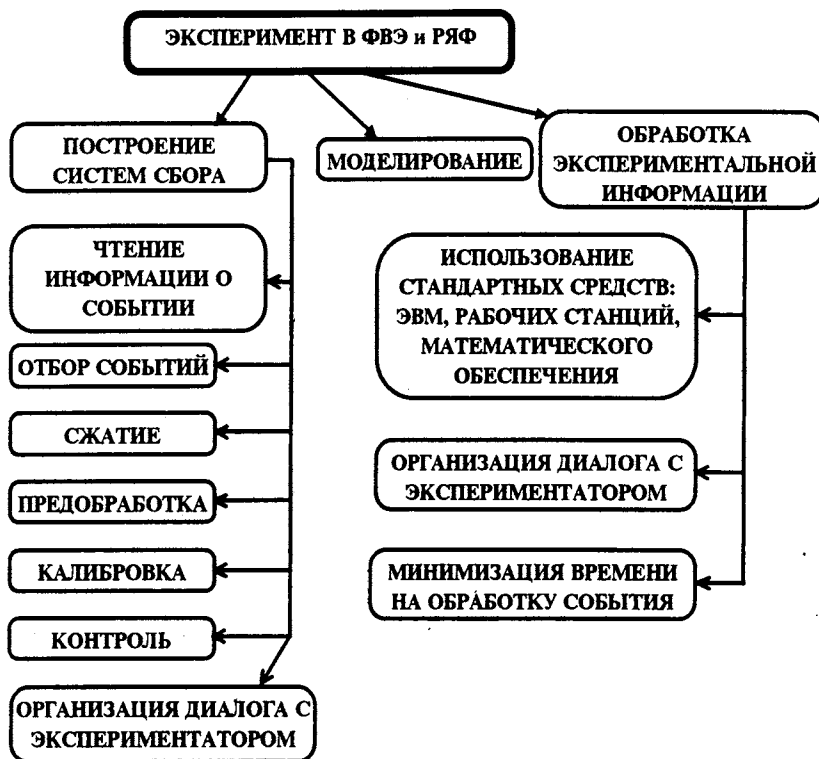 ЭКСПЕРИМЕНТ В ФВЭ и РЯФ
ПОСТРОЕНИЕ
СИСТЕМ СБОРА
МОДЕЛИРОВАНИЕ
ОБРАБОТКА
ЭКСПЕРИМЕНТАЛЬНОЙ
ИНФОРМАЦИИ
ЧТЕНИЕ
ИНФОРМАЦИИ О
СОБЫТИИ
ОТБОР СОБЫТИЙ
СЖАТИЕ
ПРЕДОБРАБОТКА
КАЛИБРОВКА
КОНТРОЛЬ
ОРГАНИЗАЦИЯ ДИАЛОГА С
ЭКСПЕРИМЕНТАТОРОМ
ИСПОЛЬЗОВАНИЕ
СТАНДАРТНЫХ СРЕДСТВ:
ЭВМ, РАБОЧИХ СТАНЦИЙ,
МАТЕМАТИЧЕСКОГО
ОБЕСПЕЧЕНИЯ
ОРГАНИЗАЦИЯ ДИАЛОГА С
ЭКСПЕРИМЕНТАТОРОМ
МИНИМИЗАЦИЯ ВРЕМЕНИ
НА ОБРАБОТКУ СОБЫТИЯ